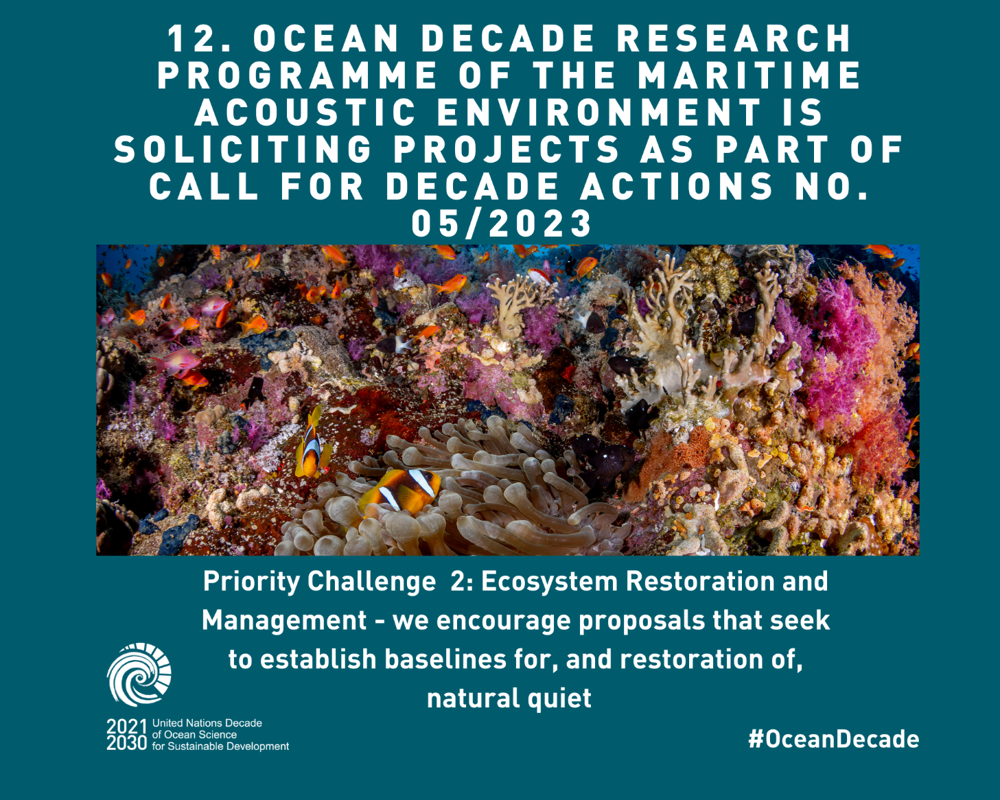 12. OCEAN DECADE RESEARCH
PROGRAMME OF THE MARITIME
ACOUSTIC ENVIRONMENT IS
SOLICITING PROJECTS AS PART OF
CALL FOR DECADE ACTIONS NO.
05/2023
Priority Challenge  2: Ecosystem Restoration and
Management - we encourage proposals that seek
to establish baselines for, and restoration of,
natural quiet
2021 United Nations Decade
of Ocean Science
2030 for Sustainable Development
#OceanDecade